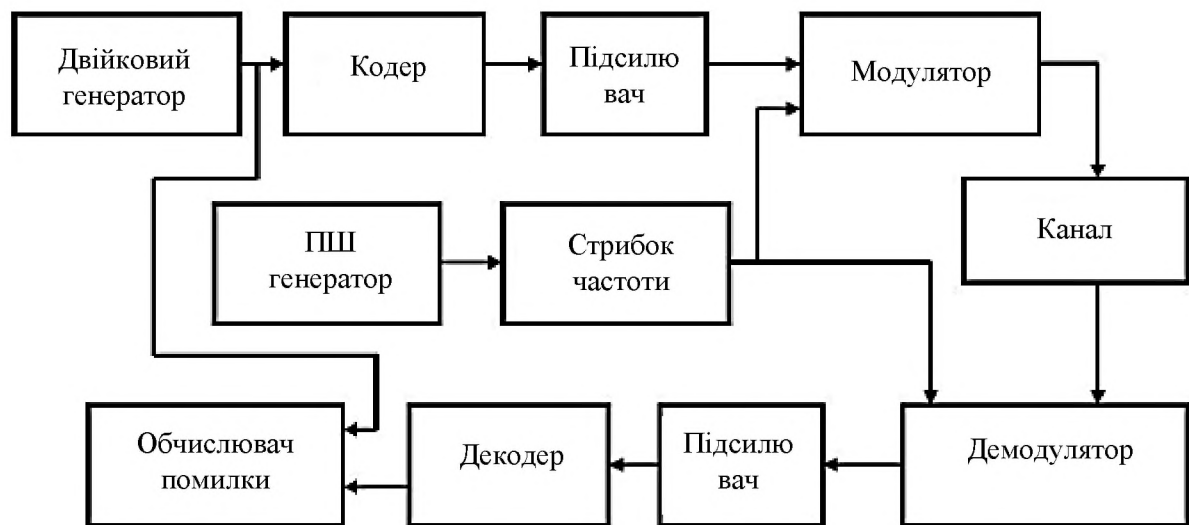 Двійковий
генератор
Кодер
Підсилю
вач
Модулятор
ПШ
генератор
Стрибок
частоти
Канал
Обчислювач
помилки
Декодер
Підсилю
вач
Демодулятор